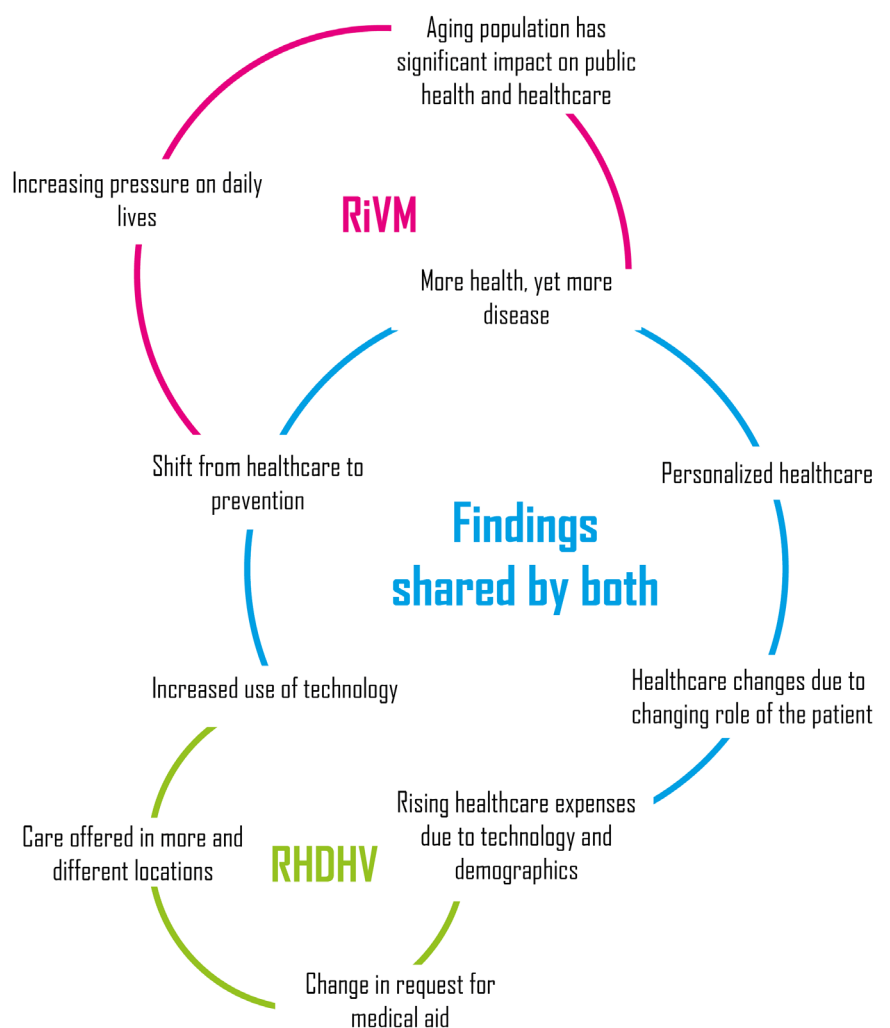 Aging population has
significant impact on public
health and healthcare
Increasing pressure on daily
lives
RiVM
More health, yet more
disease
Shift from healthcare to
prevention
Personalized healthcare
Findings
shared by both
Increased use of technology
Healthcare changes due to
changing role of the patient
Rising healthcare expenses
due to technology and
demographics
Care offered in more and
different locations
RHDHV
Change in request for
medical aid